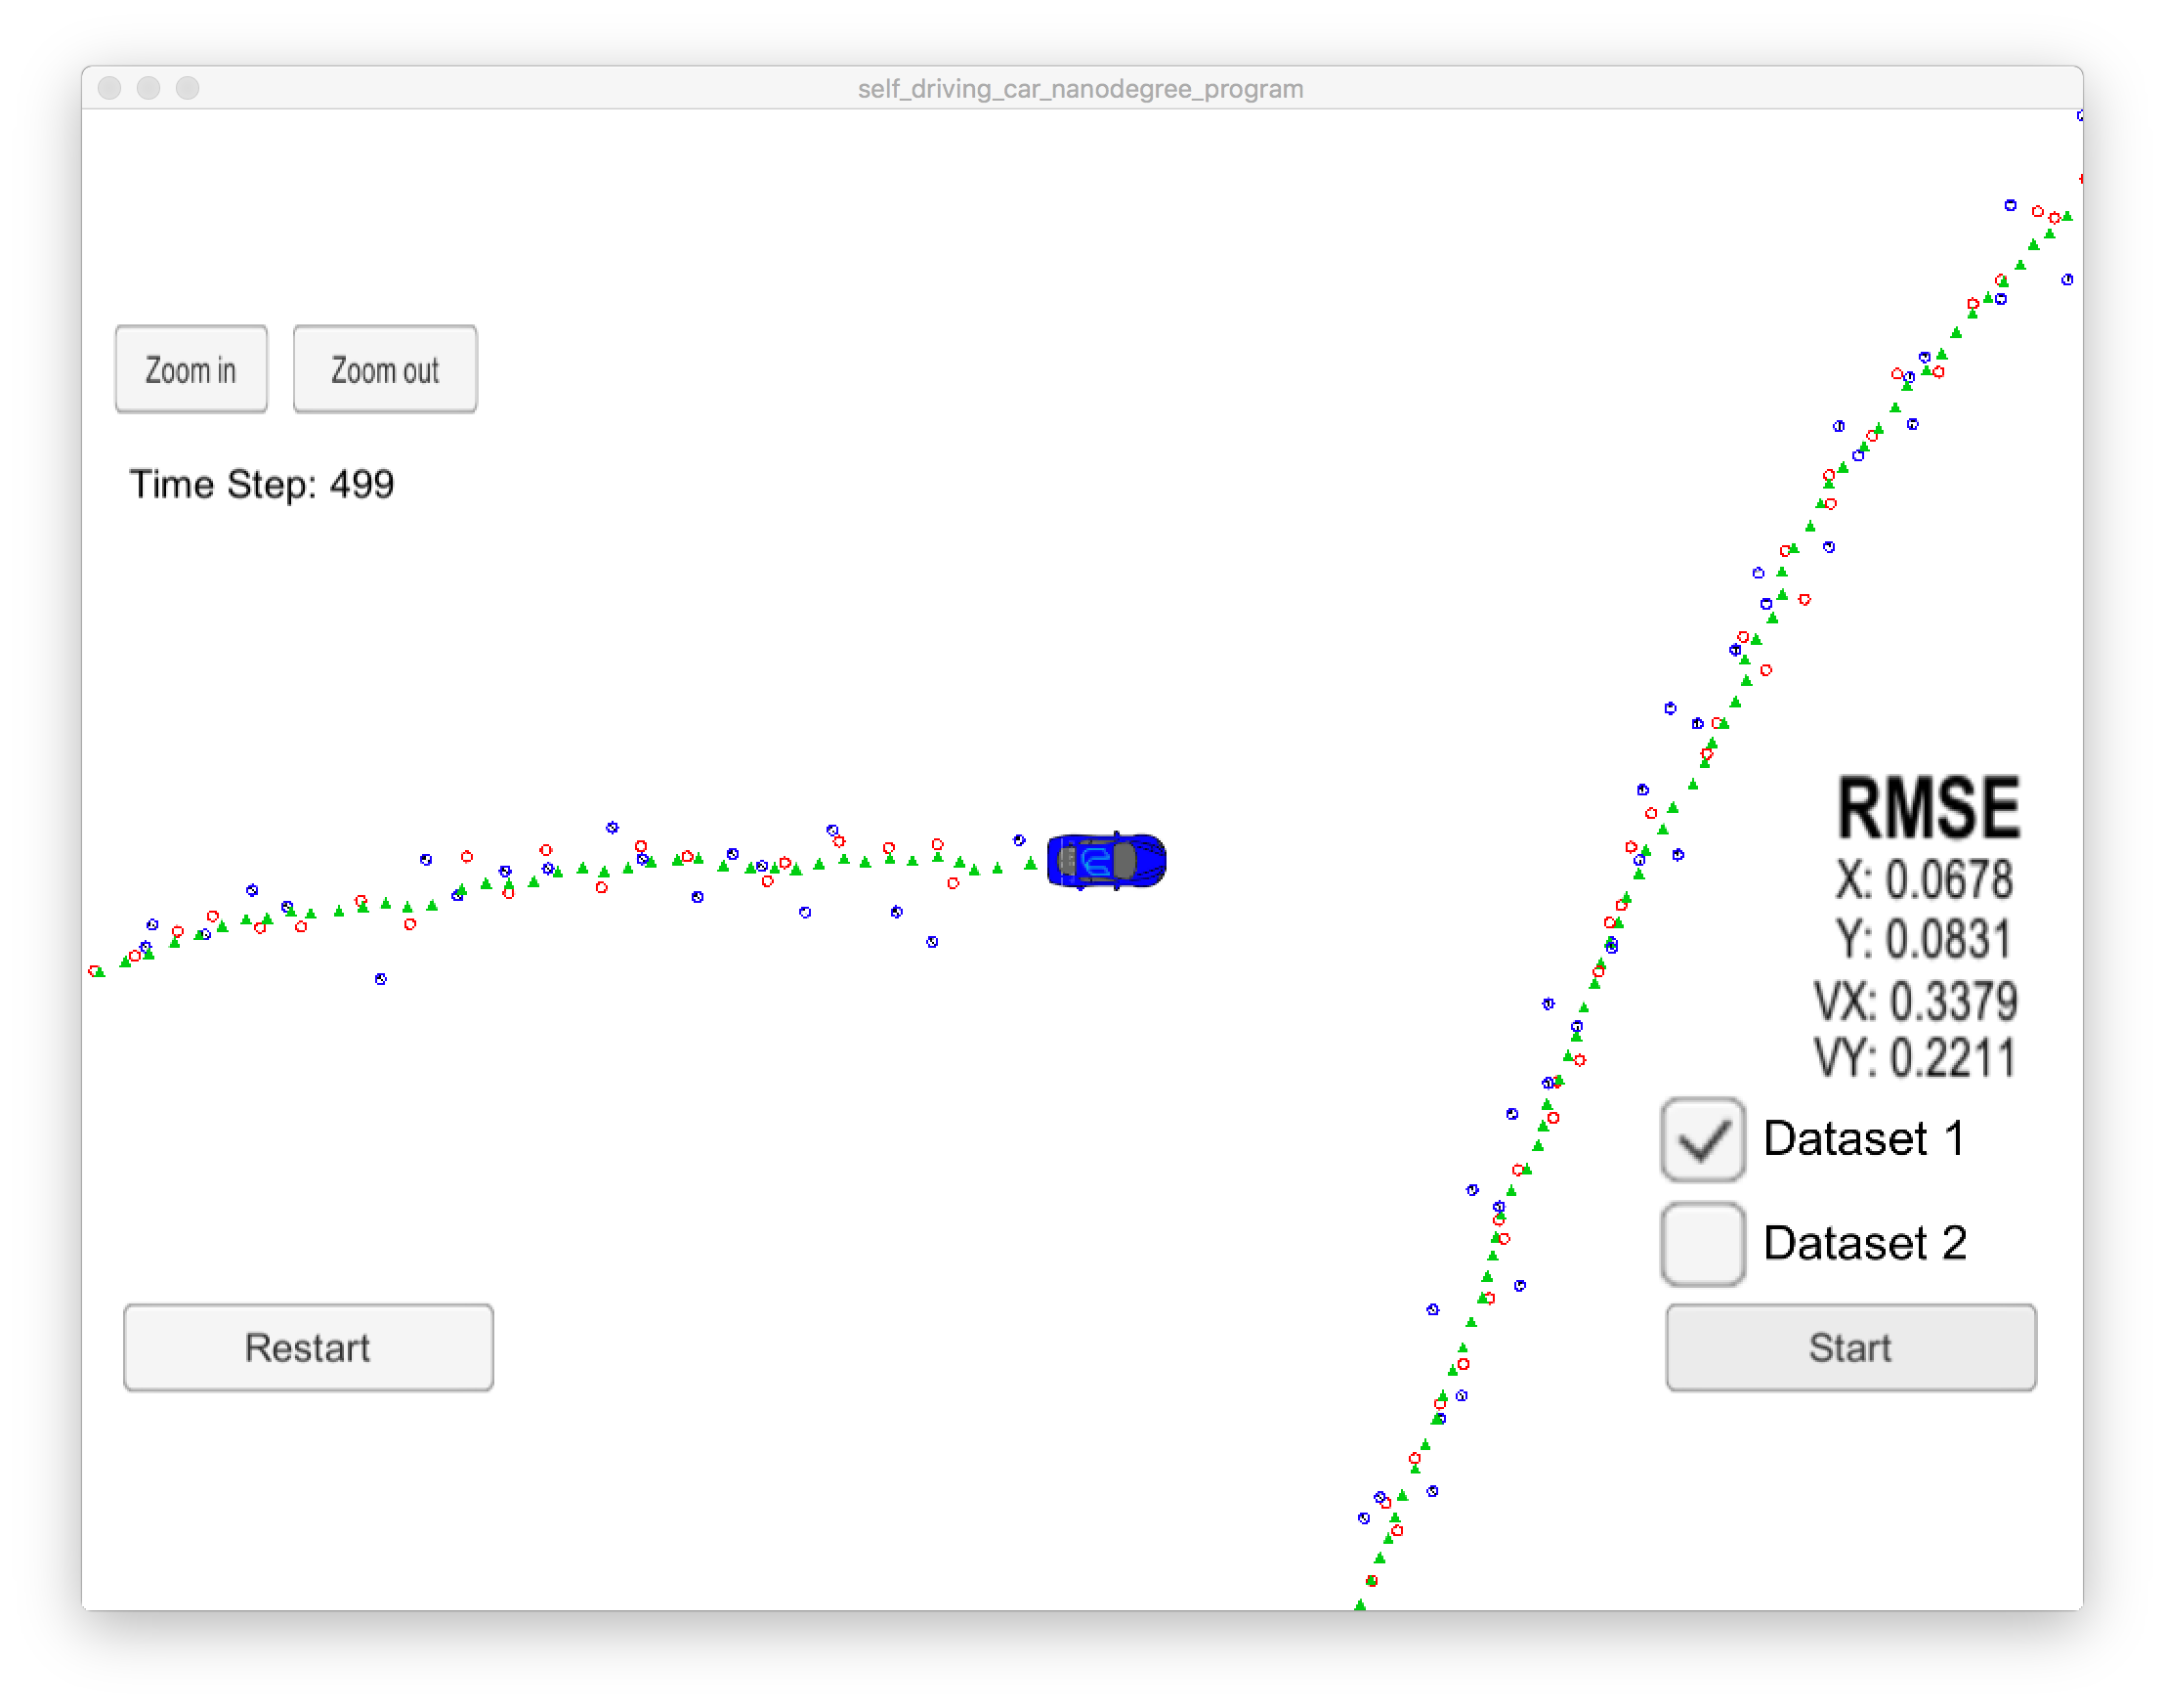 self_driving_car_nanodegree_program
Zoom in
Zoom out
Time Step: 499
RMSE
X: 0.0678
Y: 0.0831
VX: 0.3379
VY: 0.2211
Dataset 1
Dataset 2
Restart
Start